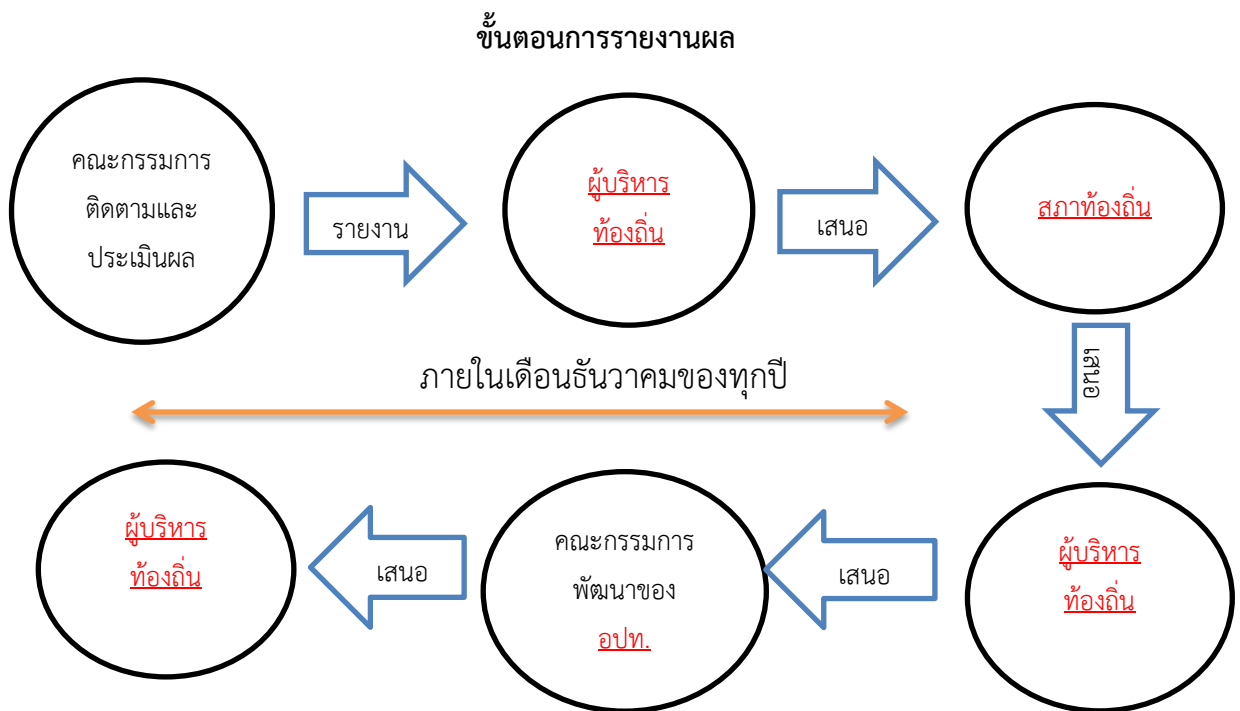 ขั้นตอนการรายงานผล
คณะกรรมการ
ติดตามและ
ประเมินผล
รายงาน
ผู้บริหาร
ท้องถิ่น
เสนอ
สภาท้องถิ่น
เสนอ
ภายในเดือนธันวาคมของทุกปี
ผู้บริหาร
ท้องถิ่น
เสนอ
คณะกรรมการ
พัฒนาของ
อปท.
เสนอ
ผู้บริหาร
ท้องถิ่น